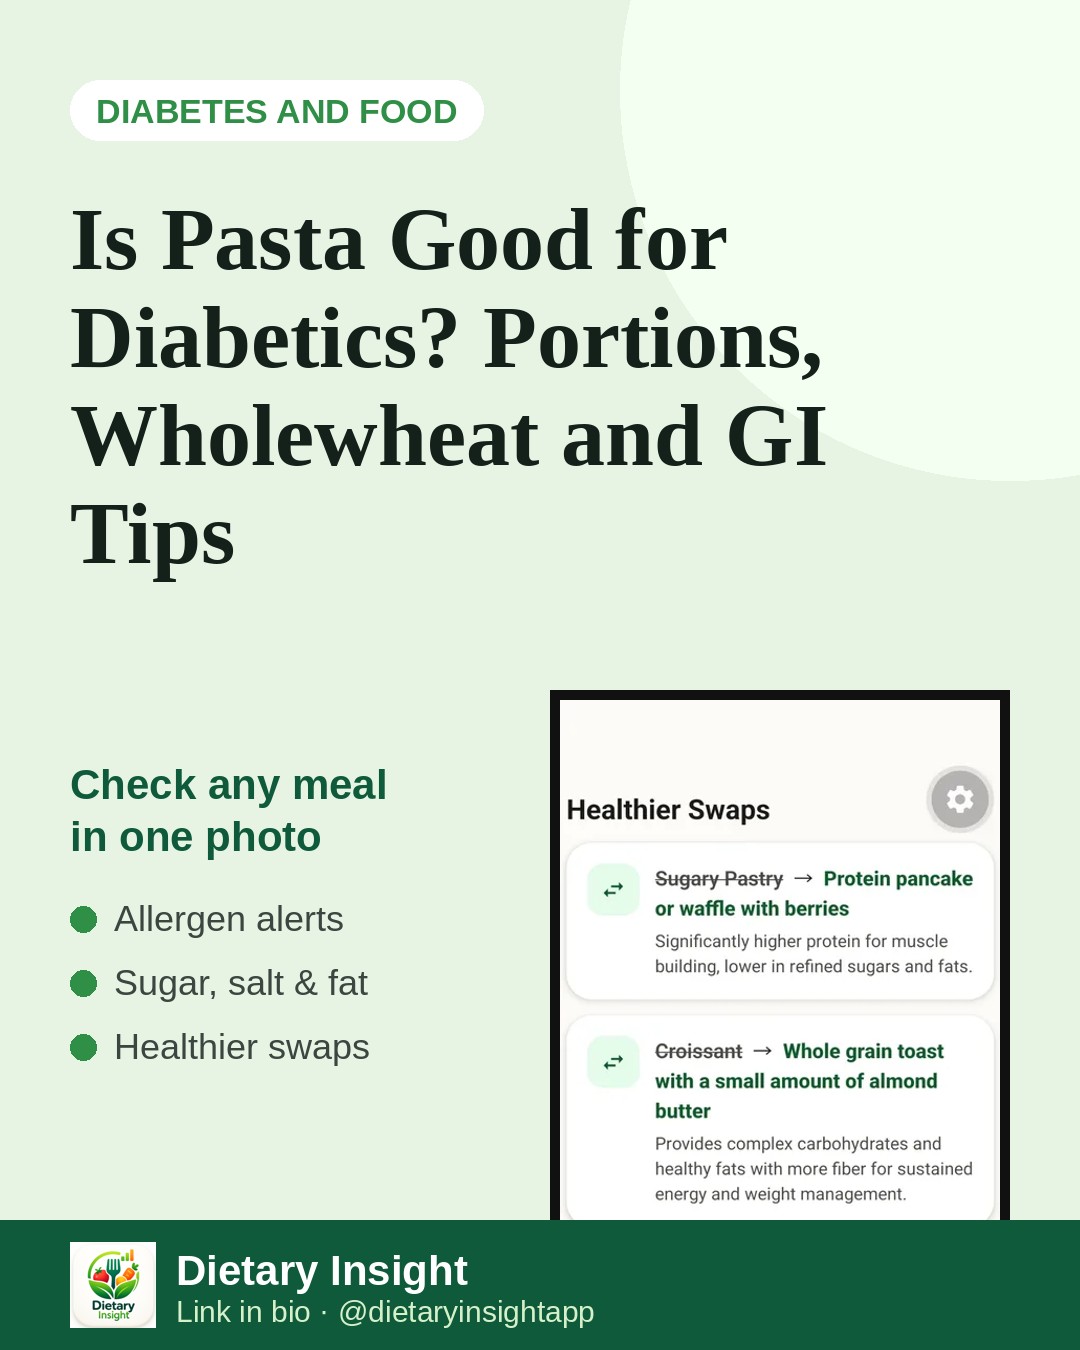 DIABETES AND FOOD
Is Pasta Good for
Diabetics? Portions,
Wholewheat and GI
Tips
Check any meal
in one photo
Allergen alerts
Sugar, salt & fat
Healthier swaps
Healthier Swaps
Sugary Pastry → Protein pancake
or waffle with berries
Significantly higher protein for muscle
building, lower in refined sugars and fats.
Croissant → Whole grain toast
with a small amount of almond
butter
Provides complex carbohydrates and
healthy fats with more fiber for sustained
energy and weight management.
Dietary
Insight
Dietary Insight
Link in bio · @dietaryinsightapp